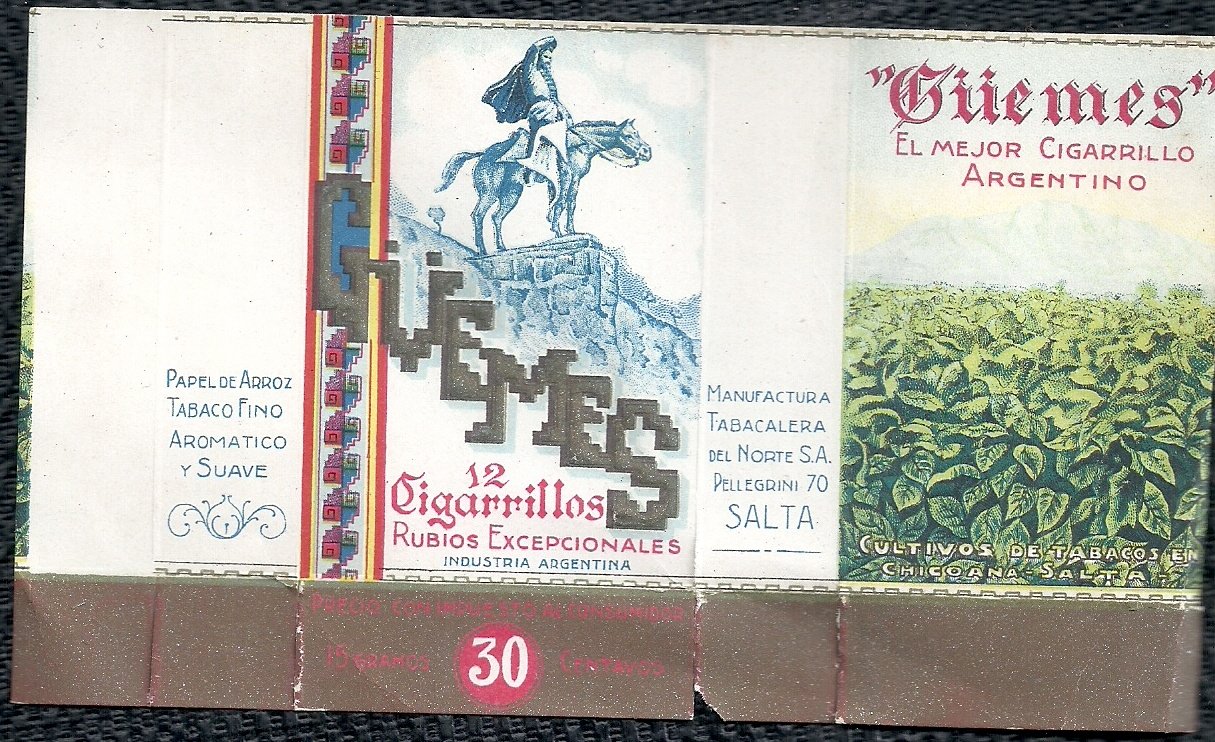 PAPEL DE ARROZ
TABACO FINO
AROMATICO
Y SUAVE
GÜEMES
12
Cigarrillos
RUBIOS EXCEPCIONALES
INDUSTRIA ARGENTINA
PRECIO CON IMPUESTO AL CONSUMIDOR
15 GRAMOS 30 CENTAVOS
MANUFACTURA
TABACALERA
DEL NORTE S.A.
PELLEGRINI 70
SALTA
"Güemes"
EL MEJOR CIGARRILLO
ARGENTINO
CULTIVOS DE TABACOS EN
CHICOANA-SALTA.